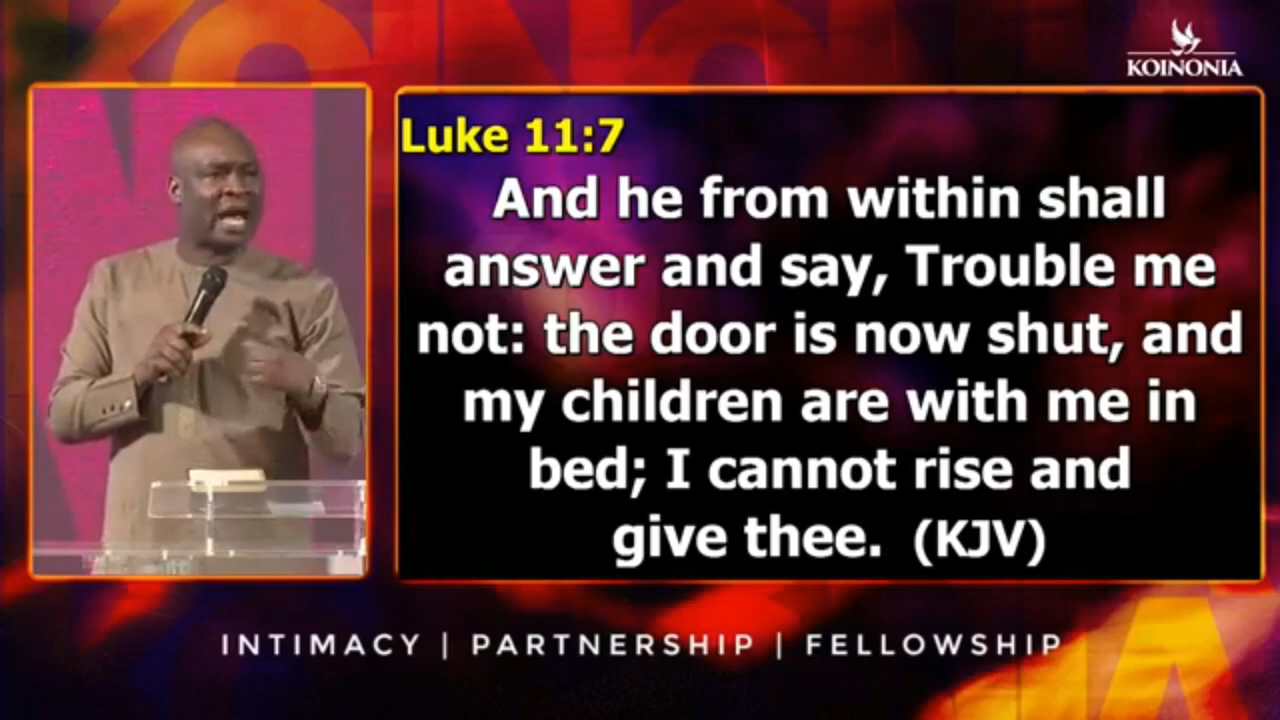 KOINONIA
Luke 11:7
And he from within shall
answer and say, Trouble me
not: the door is now shut, and
my children are with me in
bed; I cannot rise and
give thee. (KJV)
INTIMACY | PARTNERSHIP | FELLOWSHIP